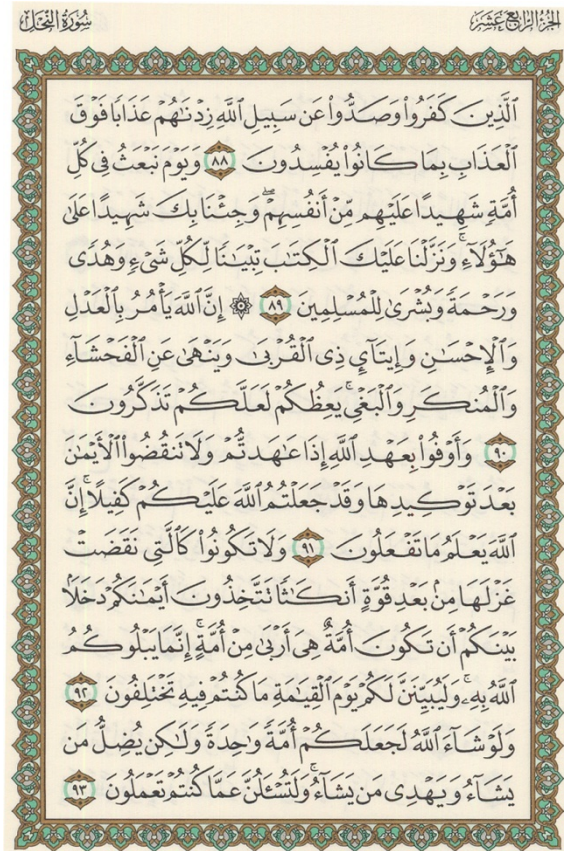 الجزء الرابع عشر
سورة النحل
ٱلَّذِينَ كَفَرُوا۟ وَصَدُّوا۟ عَن سَبِيلِ ٱللَّهِ زِدْنَـٰهُمْ عَذَابًا فَوْقَ
ٱلْعَذَابِ بِمَا كَانُوا۟ يُفْسِدُونَ ٨٨ وَيَوْمَ نَبْعَثُ فِى كُلِّ
أُمَّةٍ شَهِيدًا عَلَيْهِم مِّنْ أَنفُسِهِمْ ۖ وَجِئْنَا بِكَ شَهِيدًا عَلَىٰ
هَـٰٓؤُلَآءِ ۚ وَنَزَّلْنَا عَلَيْكَ ٱلْكِتَـٰبَ تِبْيَـٰنًا لِّكُلِّ شَىْءٍ وَهُدًى
وَرَحْمَةً وَبُشْرَىٰ لِلْمُسْلِمِينَ ٨٩ ۞ إِنَّ ٱللَّهَ يَأْمُرُ بِٱلْعَدْلِ
وَٱلْإِحْسَـٰنِ وَإِيتَآئِ ذِى ٱلْقُرْبَىٰ وَيَنْهَىٰ عَنِ ٱلْفَحْشَآءِ
وَٱلْمُنكَرِ وَٱلْبَغْىِ ۚ يَعِظُكُمْ لَعَلَّكُمْ تَذَكَّرُونَ
٩٠ وَأَوْفُوا۟ بِعَهْدِ ٱللَّهِ إِذَا عَـٰهَدتُّمْ وَلَا تَنقُضُوا۟ ٱلْأَيْمَـٰنَ
بَعْدَ تَوْكِيدِهَا وَقَدْ جَعَلْتُمُ ٱللَّهَ عَلَيْكُمْ كَفِيلًا ۚ إِنَّ
ٱللَّهَ يَعْلَمُ مَا تَفْعَلُونَ ٩١ وَلَا تَكُونُوا۟ كَٱلَّتِى نَقَضَتْ
غَزْلَهَا مِنۢ بَعْدِ قُوَّةٍ أَنكَـٰثًا تَتَّخِذُونَ أَيْمَـٰنَكُمْ دَخَلًۢا
بَيْنَكُمْ أَن تَكُونَ أُمَّةٌ هِىَ أَرْبَىٰ مِنْ أُمَّةٍ ۚ إِنَّمَا يَبْلُوكُمُ
ٱللَّهُ بِهِۦ ۚ وَلَيُبَيِّنَنَّ لَكُمْ يَوْمَ ٱلْقِيَـٰمَةِ مَا كُنتُمْ فِيهِ تَخْتَلِفُونَ ٩٢
وَلَوْ شَآءَ ٱللَّهُ لَجَعَلَكُمْ أُمَّةً وَٰحِدَةً وَلَـٰكِن يُضِلُّ مَن
يَشَآءُ وَيَهْدِى مَن يَشَآءُ ۚ وَلَتُسْـَٔلُنَّ عَمَّا كُنتُمْ تَعْمَلُونَ ٩٣